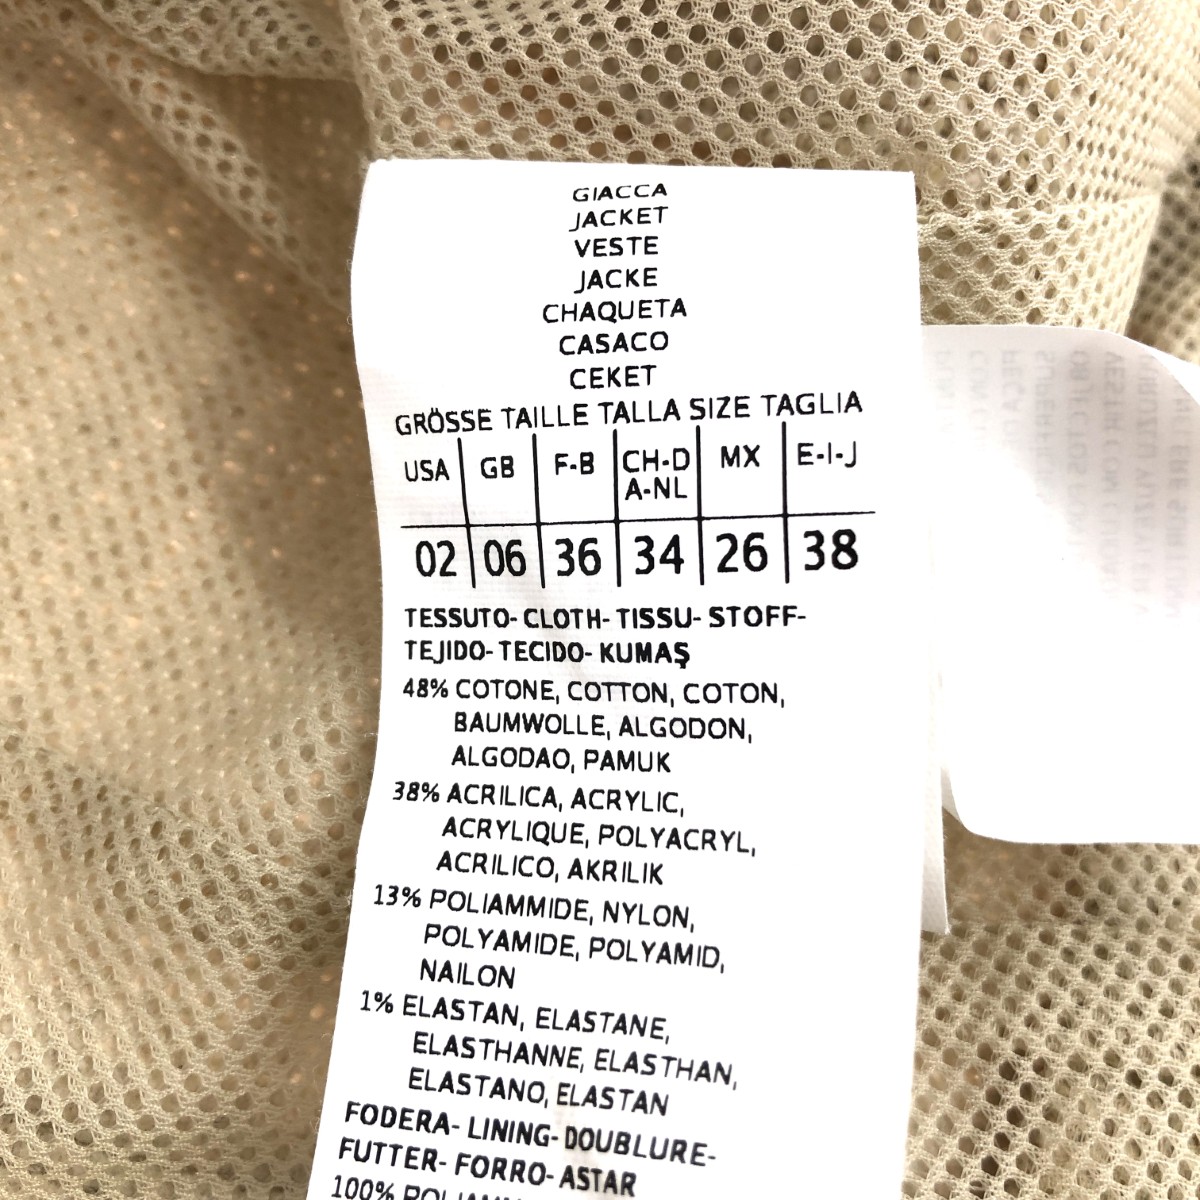 GIACCA
JACKET
VESTE
JACKE
CHAQUETA
CASACO
CEKET
GRÖSSE TAILLE TALLA SIZE TAGLIA
USA GB F-B CH-D A-NL MX E-I-J
02 06 36 34 26 38
TESSUTO- CLOTH- TISSU- STOFF-
TEJIDO- TECIDO- KUMAŞ
48% COTONE, COTTON, COTON,
BAUMWOLLE, ALGODON,
ALGODAO, PAMUK
38% ACRILICA, ACRYLIC,
ACRYLIQUE, POLYACRYL,
ACRILICO, AKRILIK
13% POLIAMMIDE, NYLON,
POLYAMIDE, POLYAMID,
NAILON
1% ELASTAN, ELASTANE,
ELASTHANNE, ELASTHAN,
ELASTANO, ELASTAN
FODERA- LINING- DOUBLURE-
FUTTER- FORRO- ASTAR
100%